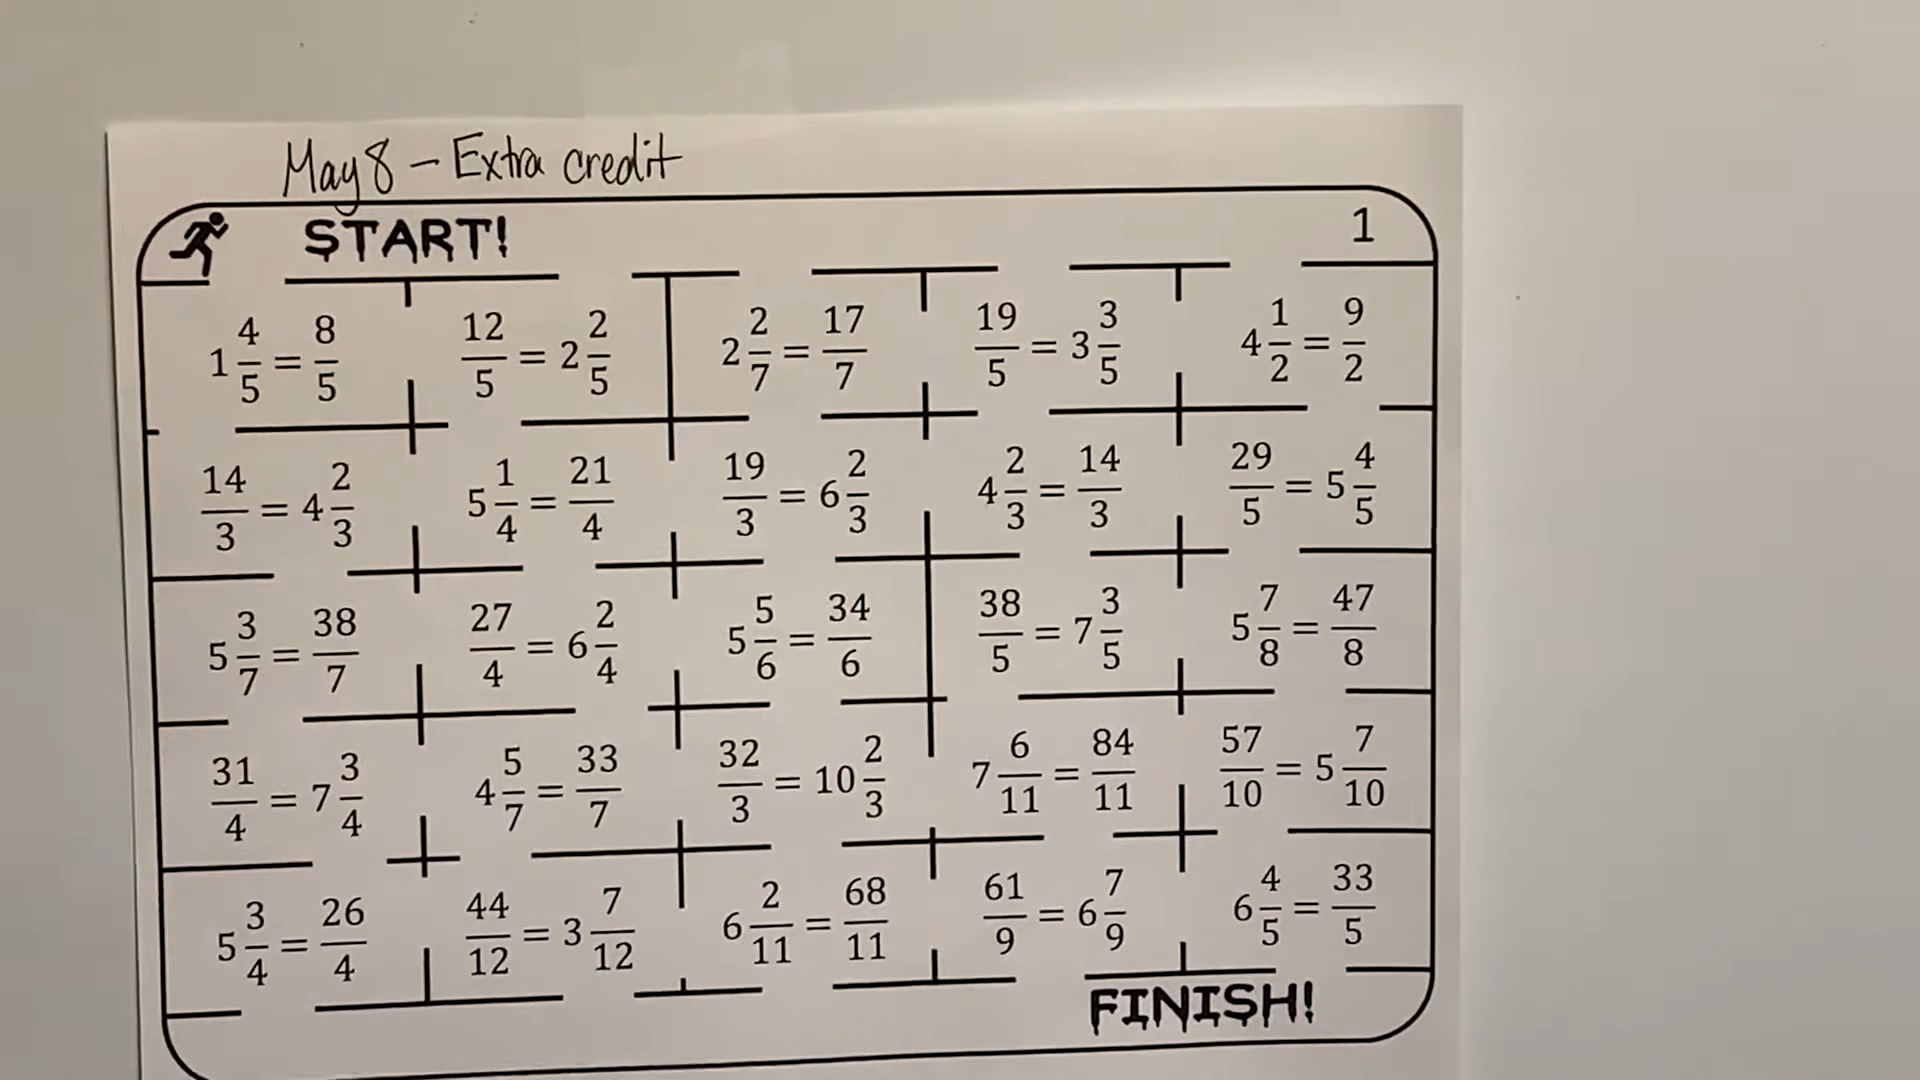 May 8 – Extra credit
START! 1
1 4/5 = 8/5 12/5 = 2 2/5 2 2/7 = 17/7 19/5 = 3 3/5 4 1/2 = 9/2
14/3 = 4 2/3 5 1/4 = 21/4 19/3 = 6 2/3 4 2/3 = 14/3 29/5 = 5 4/5
5 3/7 = 38/7 27/4 = 6 2/4 5 5/6 = 34/6 38/5 = 7 3/5 5 7/8 = 47/8
31/4 = 7 3/4 4 5/7 = 33/7 32/3 = 10 2/3 7 6/11 = 84/11 57/10 = 5 7/10
5 3/4 = 26/4 44/12 = 3 7/12 6 2/11 = 68/11 61/9 = 6 7/9 6 4/5 = 33/5
FINISH!